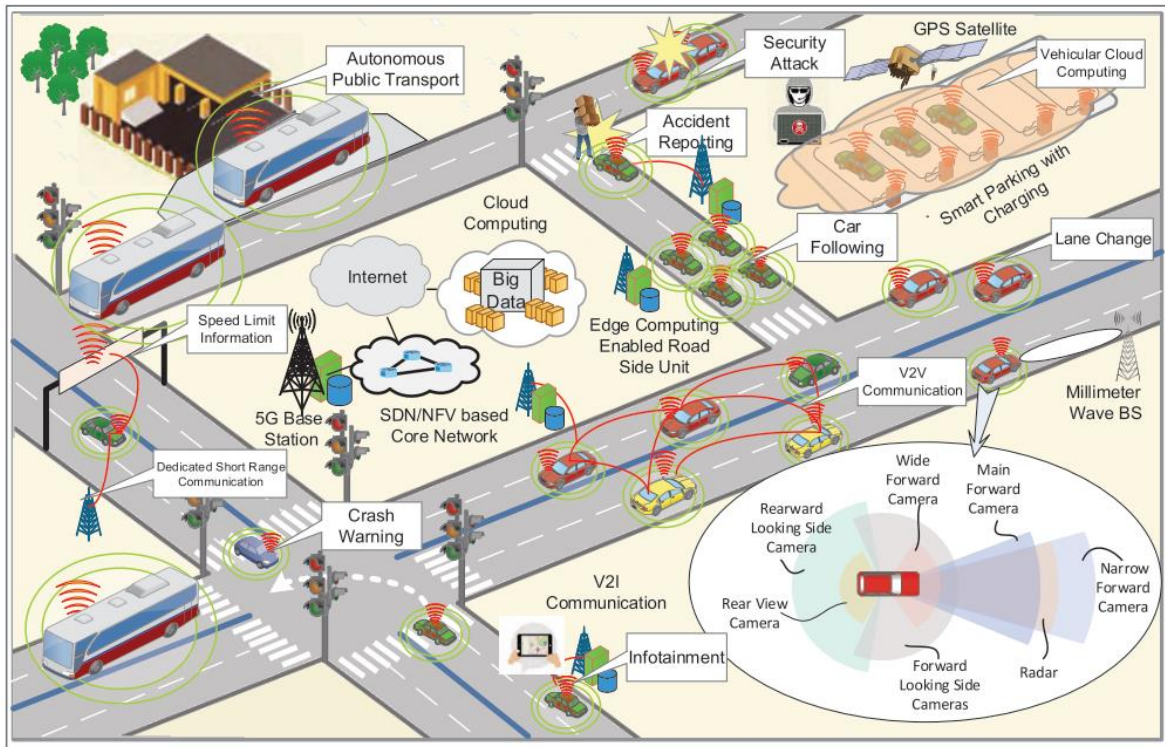 GPS Satellite
Autonomous
Public Transport
Security
Attack
Vehicular Cloud
Computing
Accident
Reporting
Smart Parking with
Charging
Cloud
Computing
Car
Following
Lane Change
Internet
Big
Data
Speed Limit
Information
Edge Computing
Enabled Road
Side Unit
V2V
Communication
Millimeter
Wave BS
5G Base
Station
SDN/NFV based
Core Network
Dedicated Short Range
Communication
Crash
Warning
Wide
Forward
Camera
Main
Forward
Camera
Rearward
Looking Side
Camera
Narrow
Forward
Camera
Rear View
Camera
Forward
Looking Side
Cameras
Radar
V2I
Communication
Infotainment